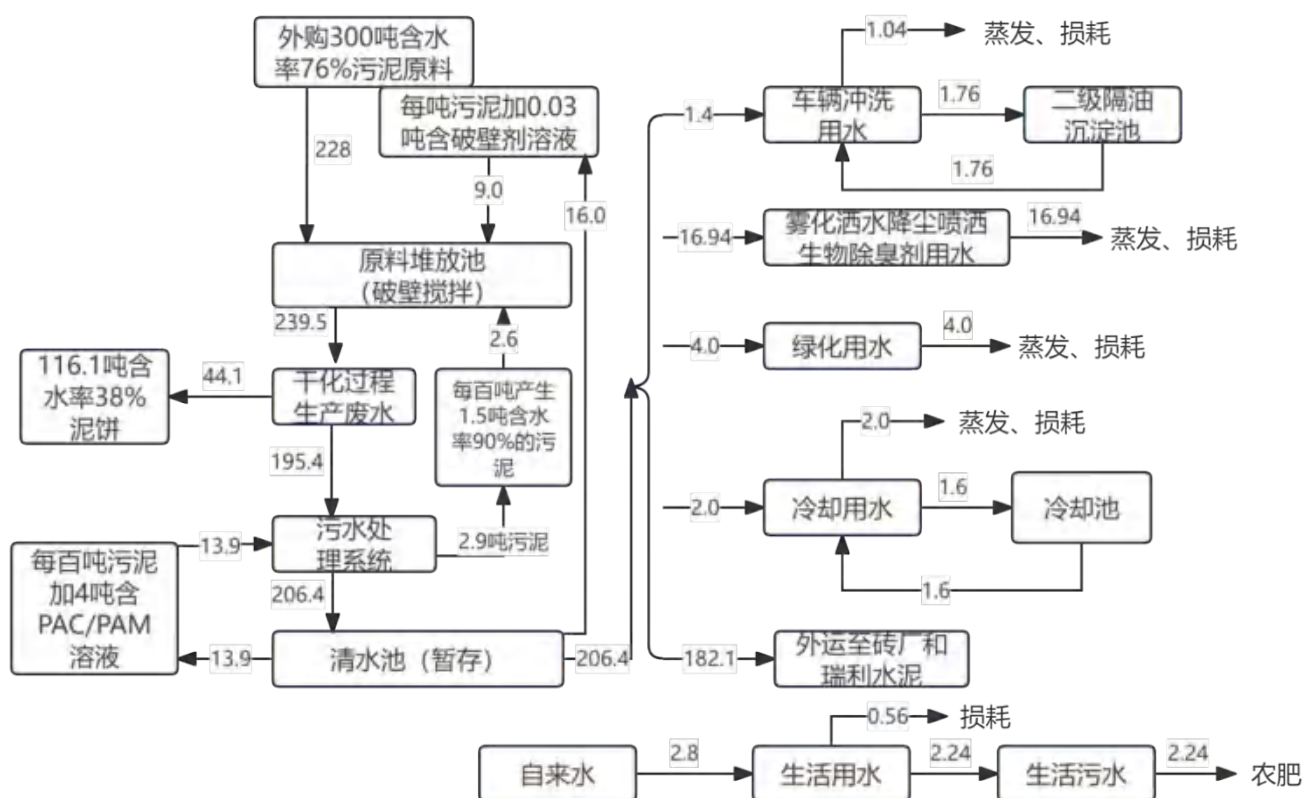 外购300吨含水
率76%污泥原料
每吨污泥加0.03
吨含破壁剂溶液
228
9.0
16.0
原料堆放池
（破壁搅拌）
239.5
2.6
116.1吨含
水率38%
泥饼
44.1
干化过程
生产废水
每百吨产生
1.5吨含水
率90%的污
泥
195.4
污水处
理系统
2.9吨污泥
13.9
每百吨污泥
加4吨含
PAC/PAM
溶液
206.4
13.9
清水池（暂存）
206.4
1.04
蒸发、损耗
1.4
车辆冲洗
用水
1.76
二级隔油
沉淀池
1.76
16.94
雾化洒水降尘喷洒
生物除臭剂用水
16.94
蒸发、损耗
4.0
绿化用水
4.0
蒸发、损耗
2.0
蒸发、损耗
2.0
冷却用水
1.6
冷却池
1.6
182.1
外运至砖厂和
瑞利水泥
0.56
损耗
自来水
2.8
生活用水
2.24
生活污水
2.24
农肥